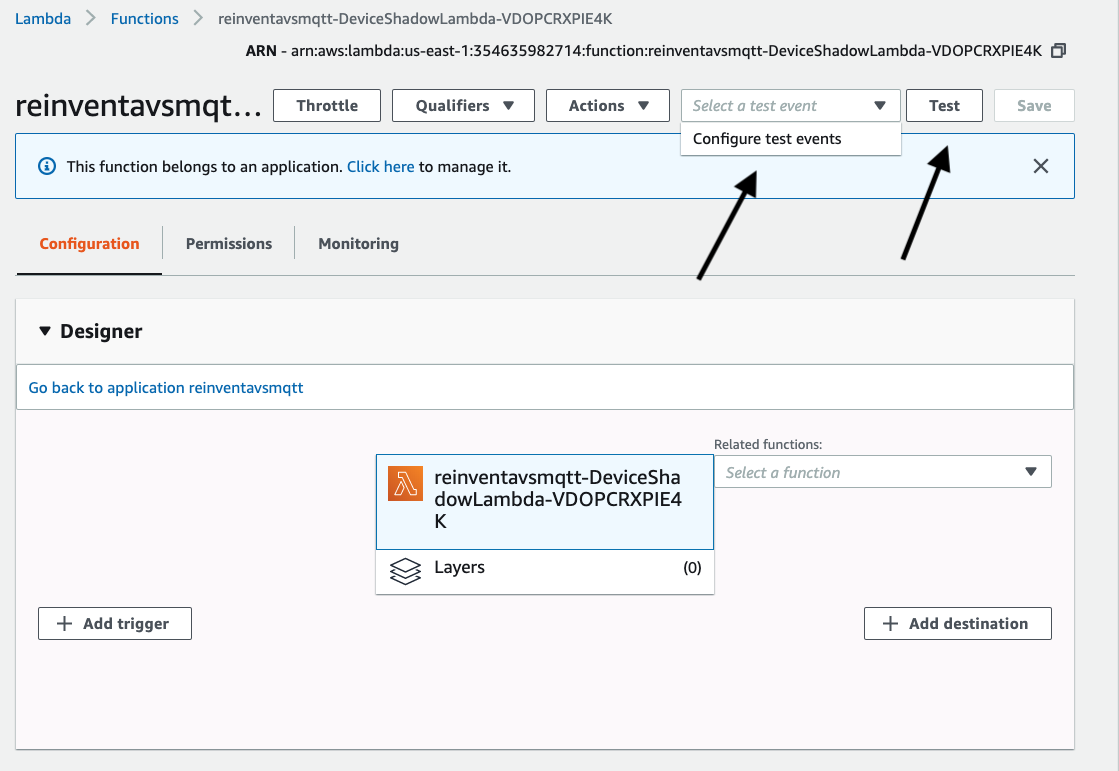 Lambda > Functions > reinventavsmqtt-DeviceShadowLambda-VDOPCRXPIE4K
ARN - arn:aws:lambda:us-east-1:354635982714:function:reinventavsmqtt-DeviceShadowLambda-VDOPCRXPIE4K
reinventavsmqt... Throttle Qualifiers Actions Select a test event Test Save
Configure test events
This function belongs to an application. Click here to manage it.
Configuration Permissions Monitoring
Designer
Go back to application reinventavsmqtt
Related functions:
Select a function
reinventavsmqtt-DeviceSha
dowLambda-VDOPCRXPIE4
K
Layers (0)
+ Add trigger + Add destination